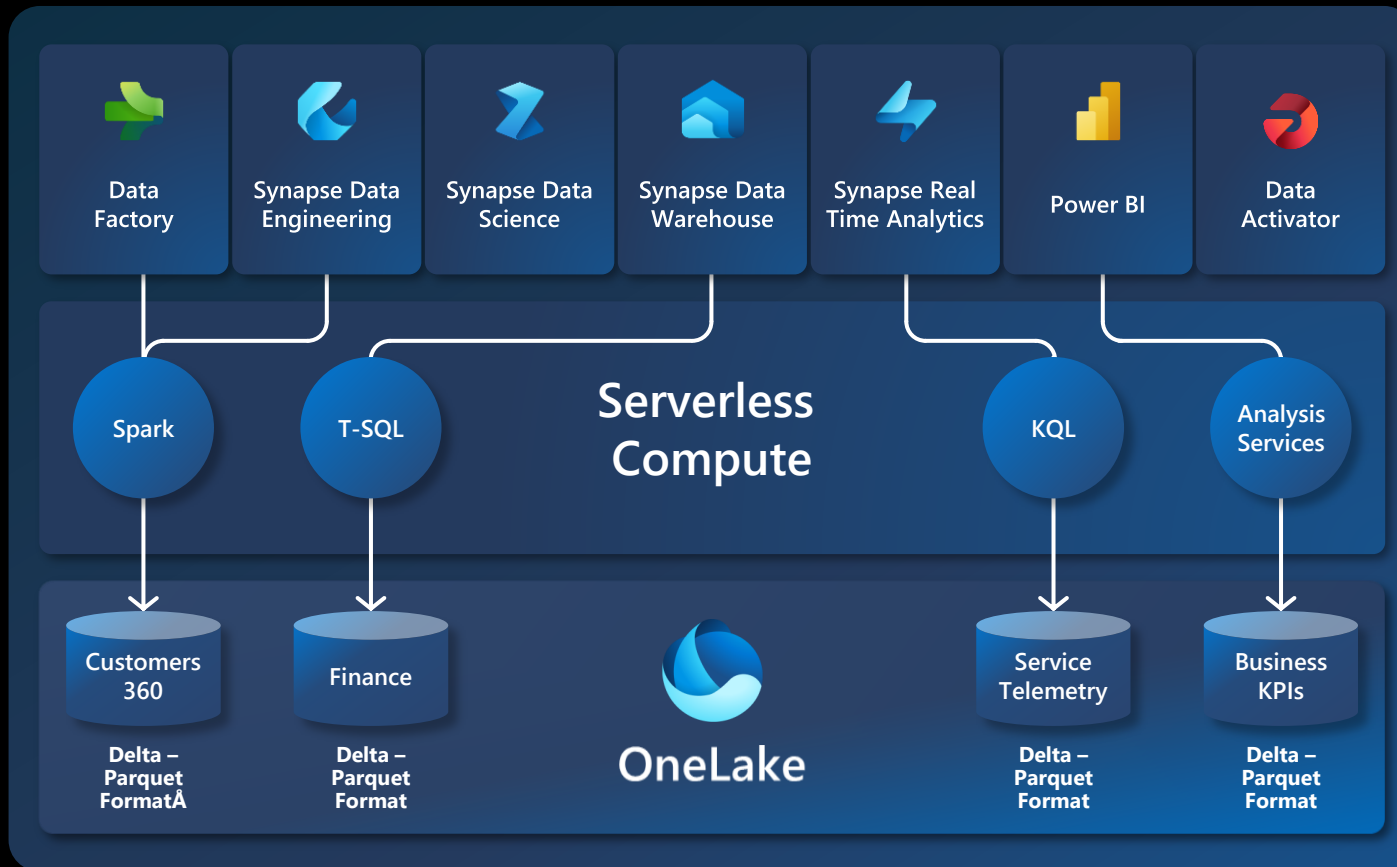 Data
Factory
Synapse Data
Engineering
Synapse Data
Science
Synapse Data
Warehouse
Synapse Real
Time Analytics
Power BI
Data
Activator
Serverless
Compute
Spark
T-SQL
KQL
Analysis
Services
Customers
360
Finance
Service
Telemetry
Business
KPIs
Delta –
Parquet
FormatÅ
Delta –
Parquet
Format
OneLake
Delta –
Parquet
Format
Delta –
Parquet
Format